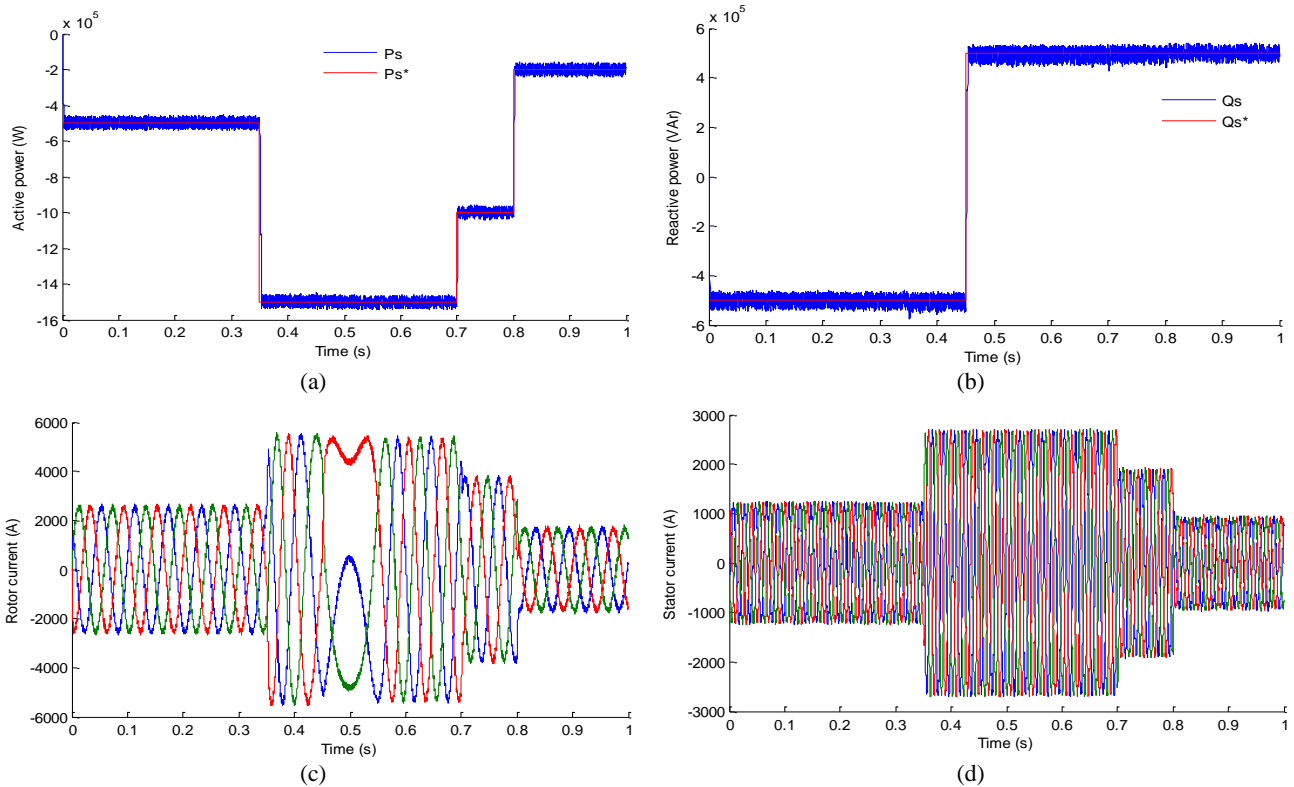 x 10^5
Active power (W)
0
-2
-4
-6
-8
-10
-12
-14
-16
Ps
Ps*
0 0.1 0.2 0.3 0.4 0.5 0.6 0.7 0.8 0.9 1
Time (s)
(a)
x 10^5
Reactive power (VAr)
6
4
2
0
-2
-4
-6
Qs
Qs*
0 0.1 0.2 0.3 0.4 0.5 0.6 0.7 0.8 0.9 1
Time (s)
(b)
Rotor current (A)
6000
4000
2000
0
-2000
-4000
-6000
0 0.1 0.2 0.3 0.4 0.5 0.6 0.7 0.8 0.9 1
Time (s)
(c)
Stator current (A)
3000
2000
1000
0
-1000
-2000
-3000
0 0.1 0.2 0.3 0.4 0.5 0.6 0.7 0.8 0.9 1
Time (s)
(d)